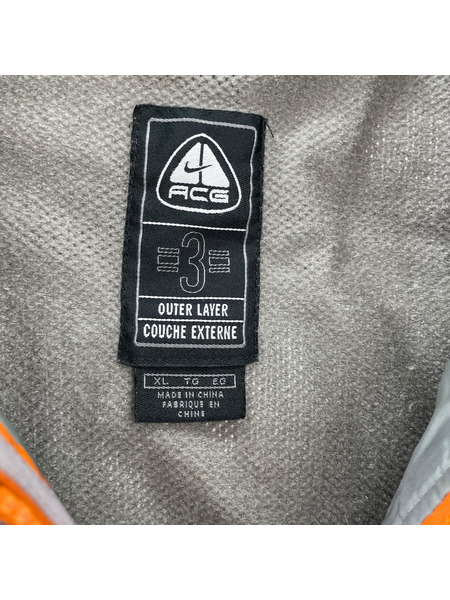 ACG
3
OUTER LAYER
COUCHE EXTERNE
XL TG EG
MADE IN CHINA
FABRIQUE EN
CHINE